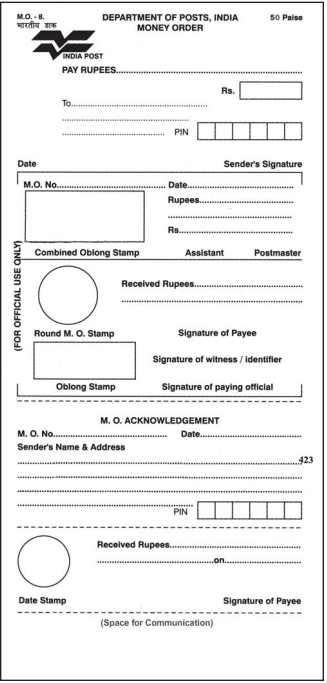 M.O. - 8. DEPARTMENT OF POSTS, INDIA 50 Paise
भारतीय डाक MONEY ORDER
INDIA POST
PAY RUPEES
Rs.
To
PIN
Date Sender's Signature
M.O. No. Date
Rupees
Rs.
(FOR OFFICIAL USE ONLY)
Combined Oblong Stamp Assistant Postmaster
Received Rupees
Round M. O. Stamp Signature of Payee
Signature of witness / identifier
Oblong Stamp Signature of paying official
M. O. ACKNOWLEDGEMENT
M. O. No. Date
Sender's Name & Address
423
PIN
Received Rupees
on
Date Stamp Signature of Payee
(Space for Communication)